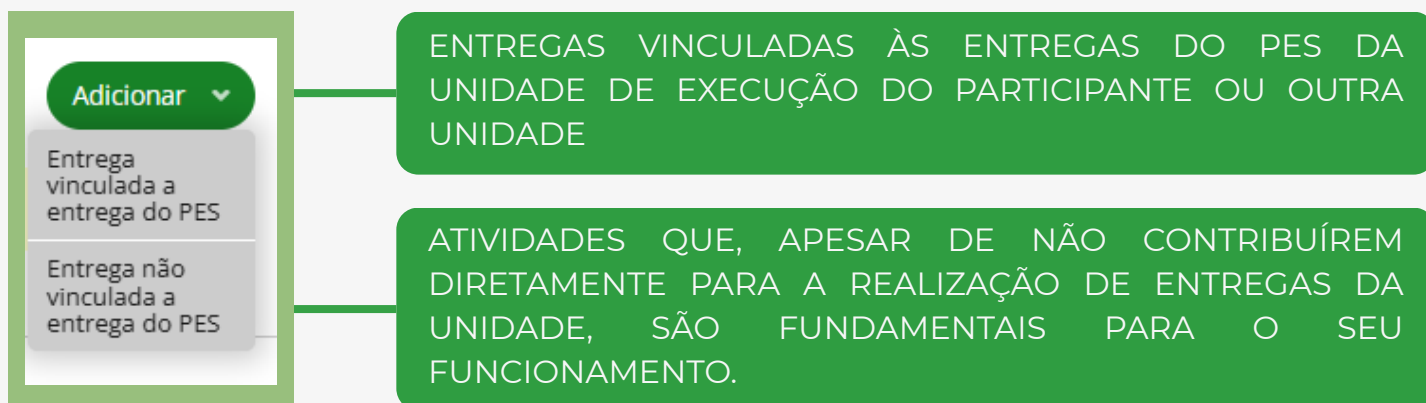 Adicionar
Entrega
vinculada a
entrega do PES
Entrega não
vinculada a
entrega do PES
ENTREGAS VINCULADAS ÀS ENTREGAS DO PES DA
UNIDADE DE EXECUÇÃO DO PARTICIPANTE OU OUTRA
UNIDADE
ATIVIDADES QUE, APESAR DE NÃO CONTRIBUÍREM
DIRETAMENTE PARA A REALIZAÇÃO DE ENTREGAS DA
UNIDADE, SÃO FUNDAMENTAIS PARA O SEU
FUNCIONAMENTO.